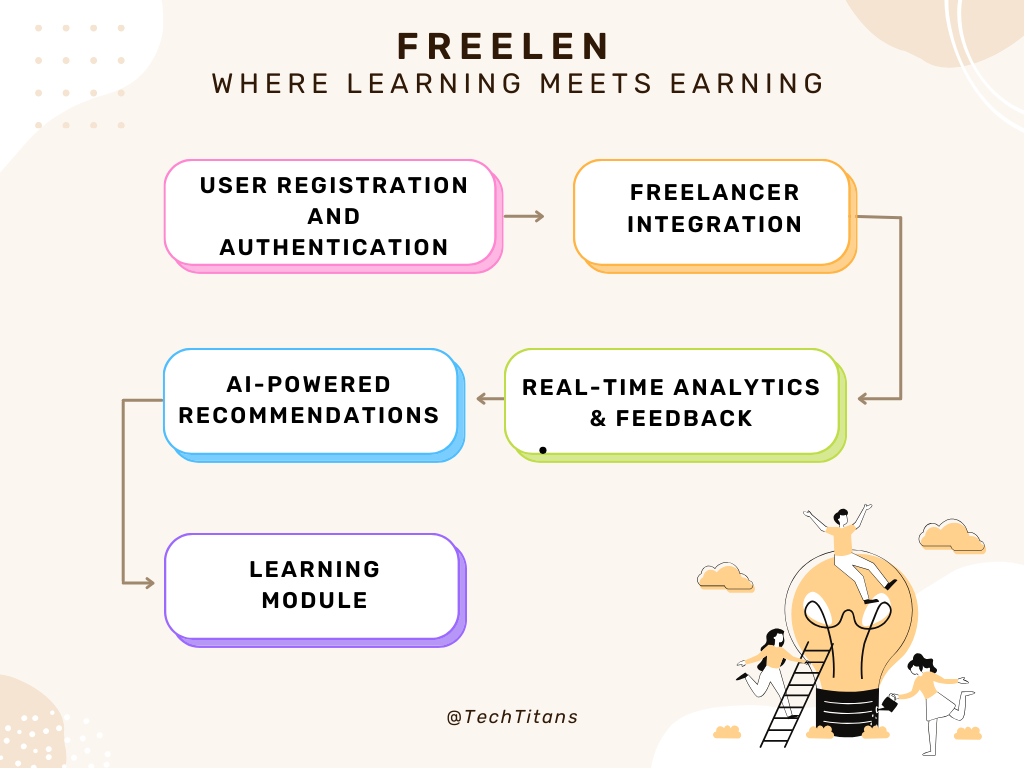 FREELEN
WHERE LEARNING MEETS EARNING
USER REGISTRATION
AND
AUTHENTICATION
FREELANCER
INTEGRATION
AI-POWERED
RECOMMENDATIONS
REAL-TIME ANALYTICS
& FEEDBACK
LEARNING
MODULE
@TechTitans